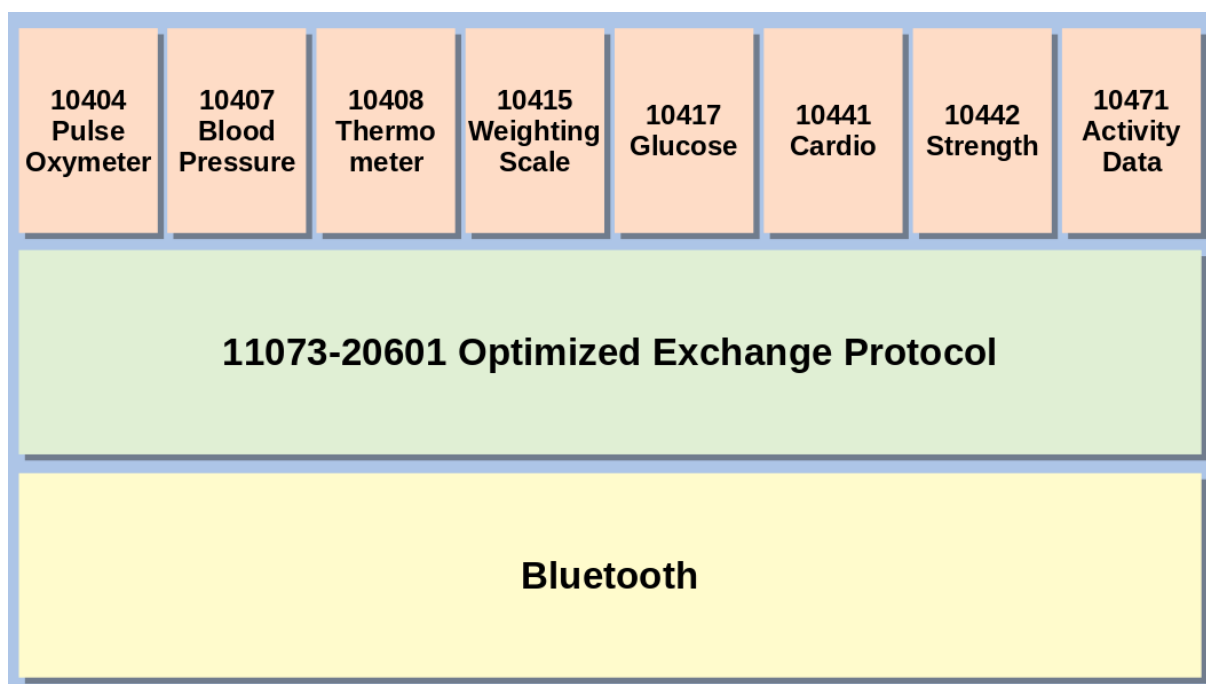 10404
Pulse
Oxymeter
10407
Blood
Pressure
10408
Thermo
meter
10415
Weighting
Scale
10417
Glucose
10441
Cardio
10442
Strength
10471
Activity
Data
11073-20601 Optimized Exchange Protocol
Bluetooth